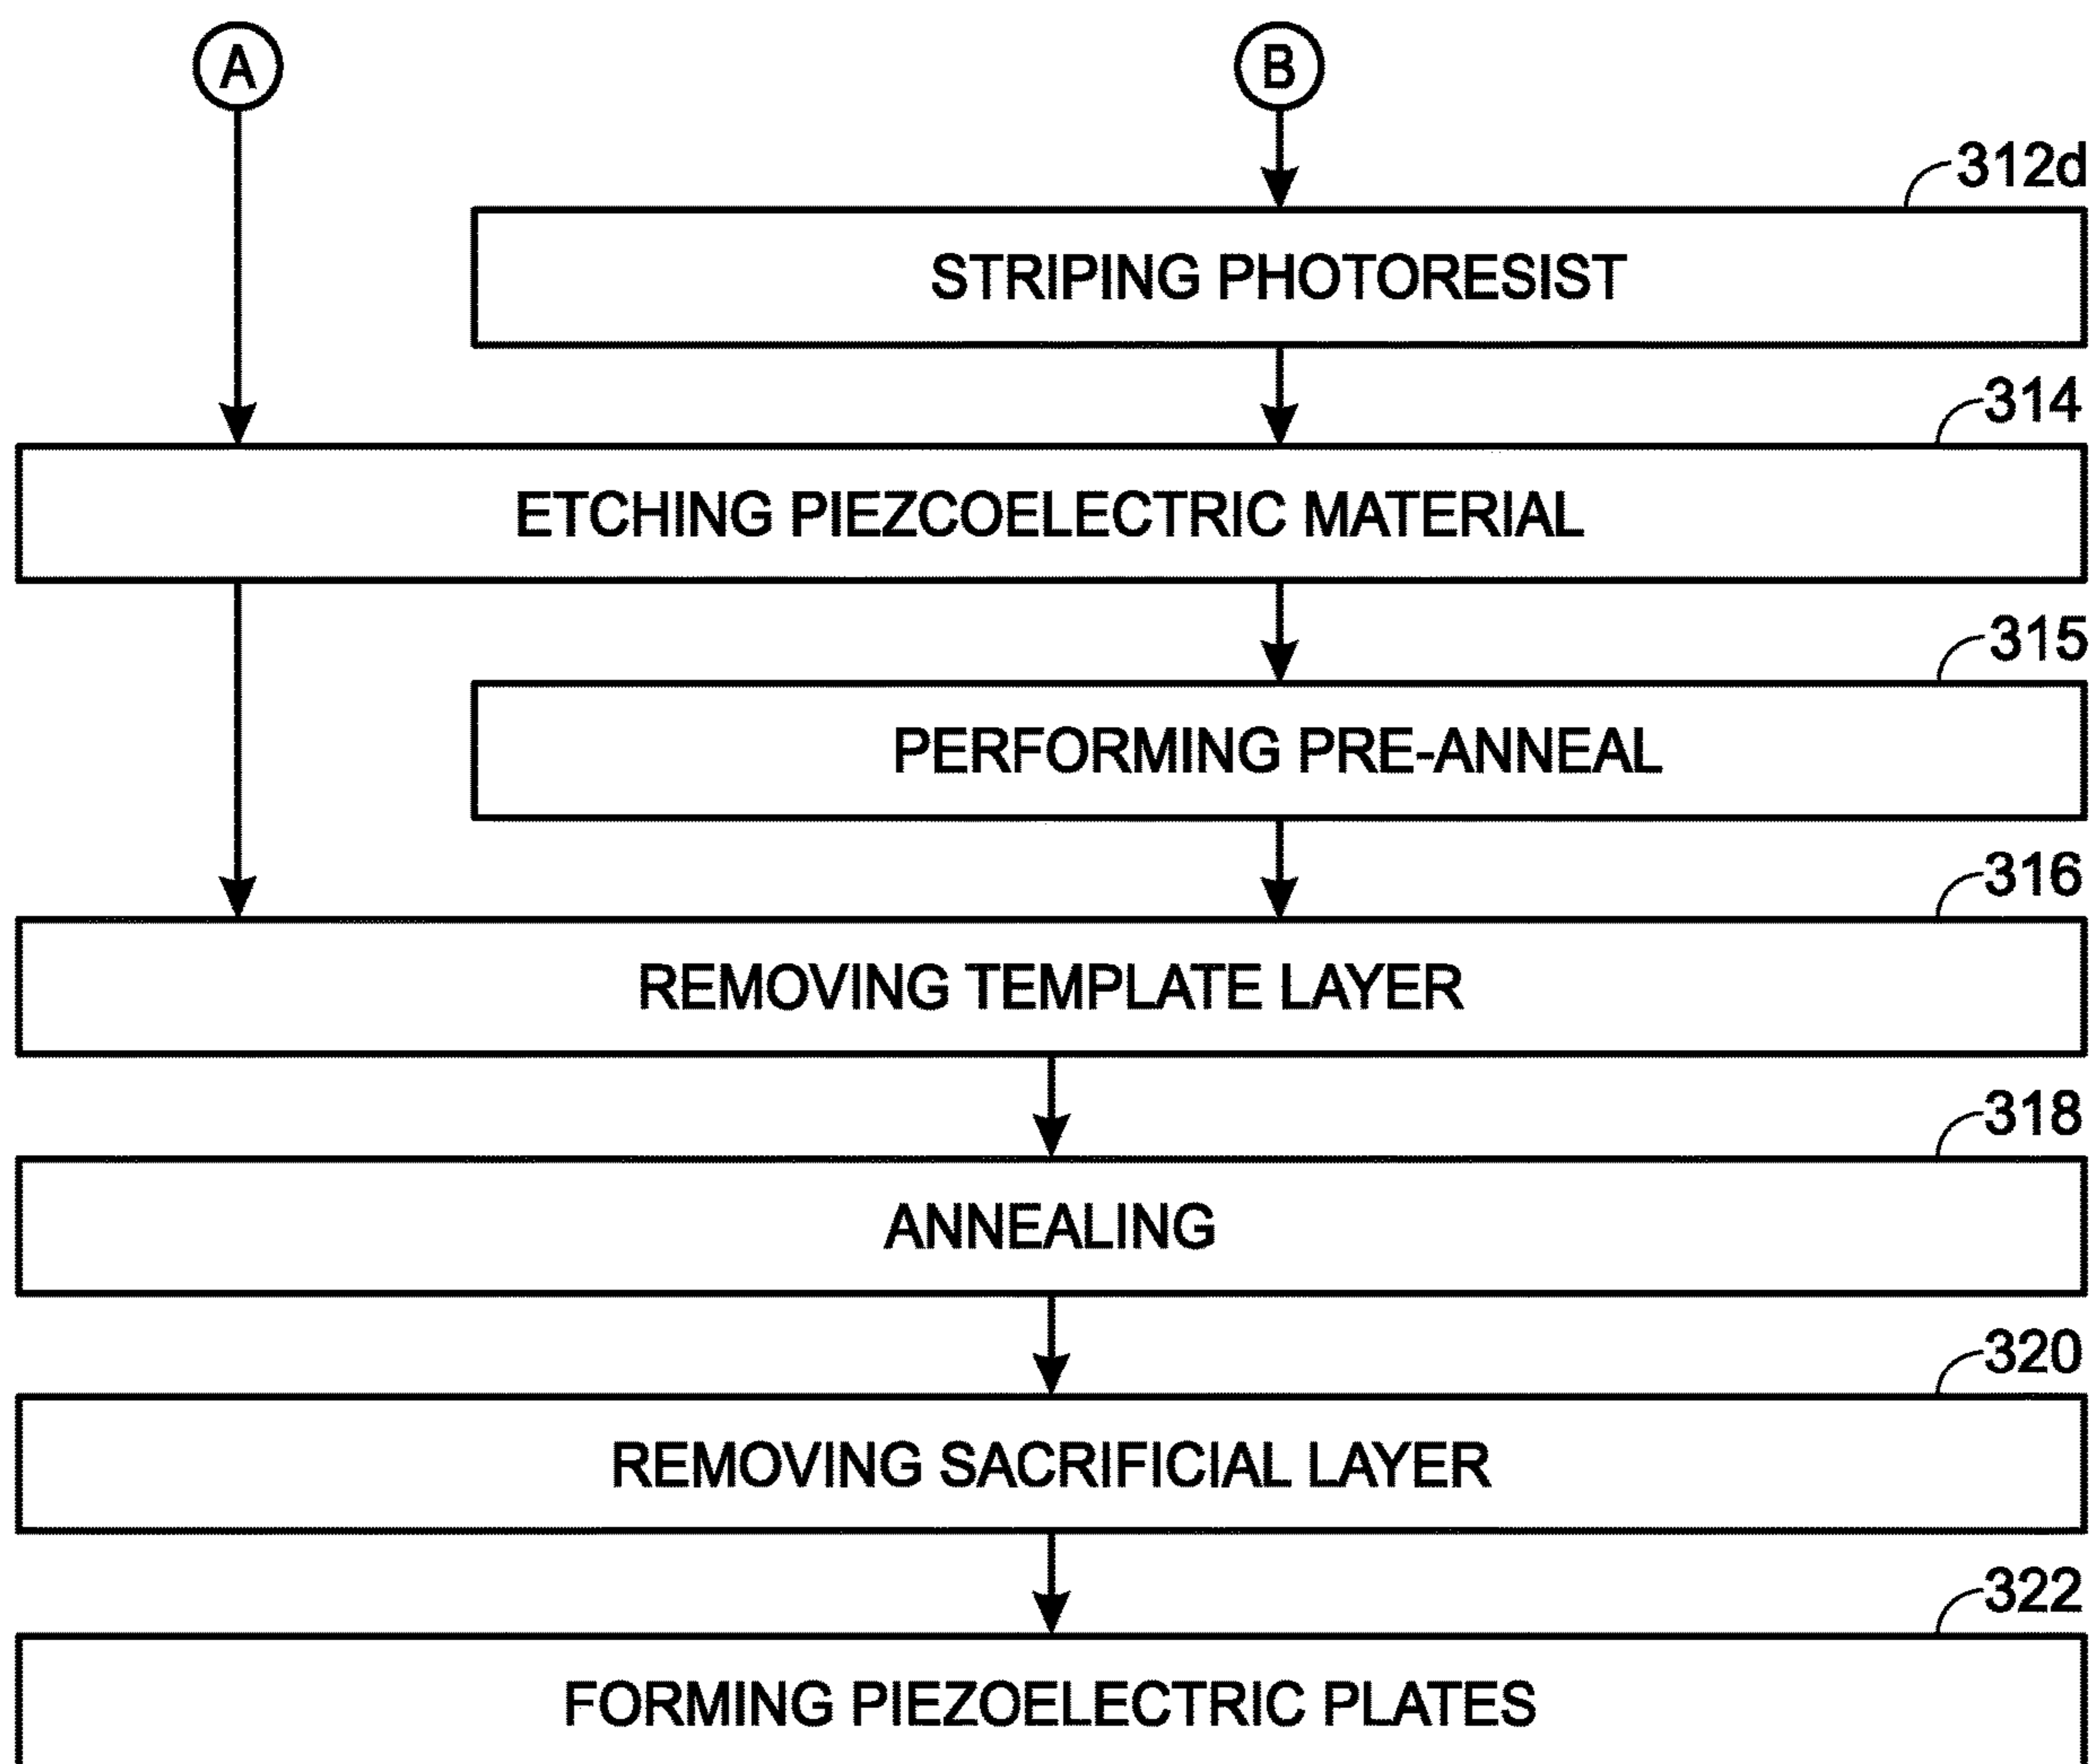 A
B
312d
STRIPING PHOTORESIST
314
ETCHING PIEZCOELECTRIC MATERIAL
315
PERFORMING PRE-ANNEAL
316
REMOVING TEMPLATE LAYER
318
ANNEALING
320
REMOVING SACRIFICIAL LAYER
322
FORMING PIEZOELECTRIC PLATES